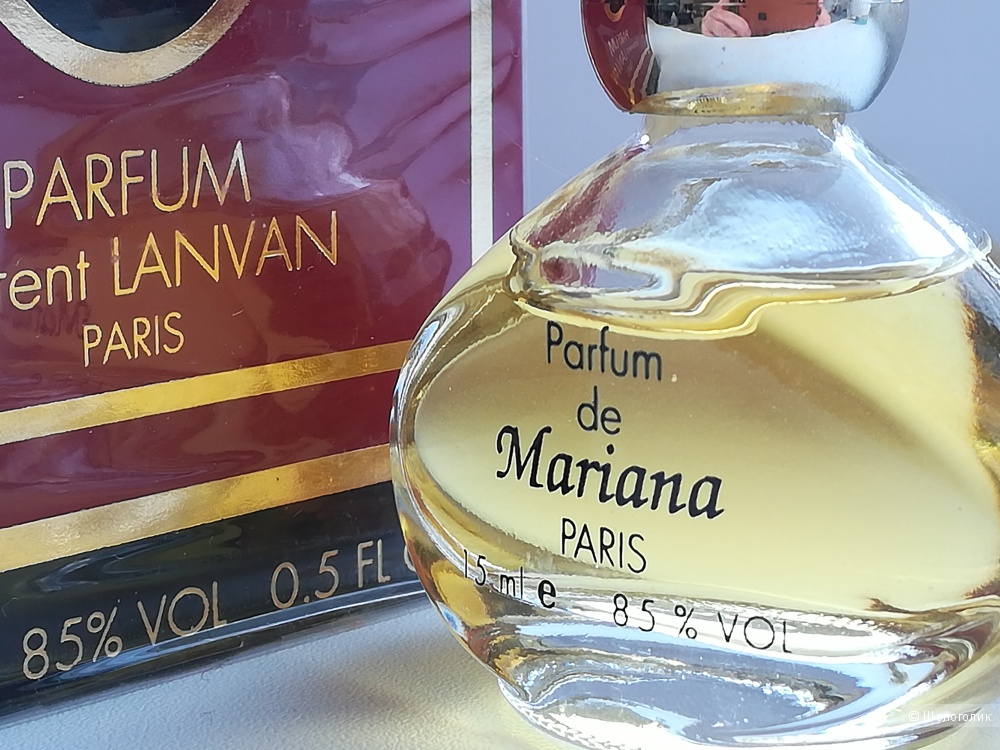 PARFUM
rent LANVAN
PARIS
85% VOL 0.5 FL
Parfum
de
Mariana
PARIS
15 ml e 85% VOL
© Шопоголик